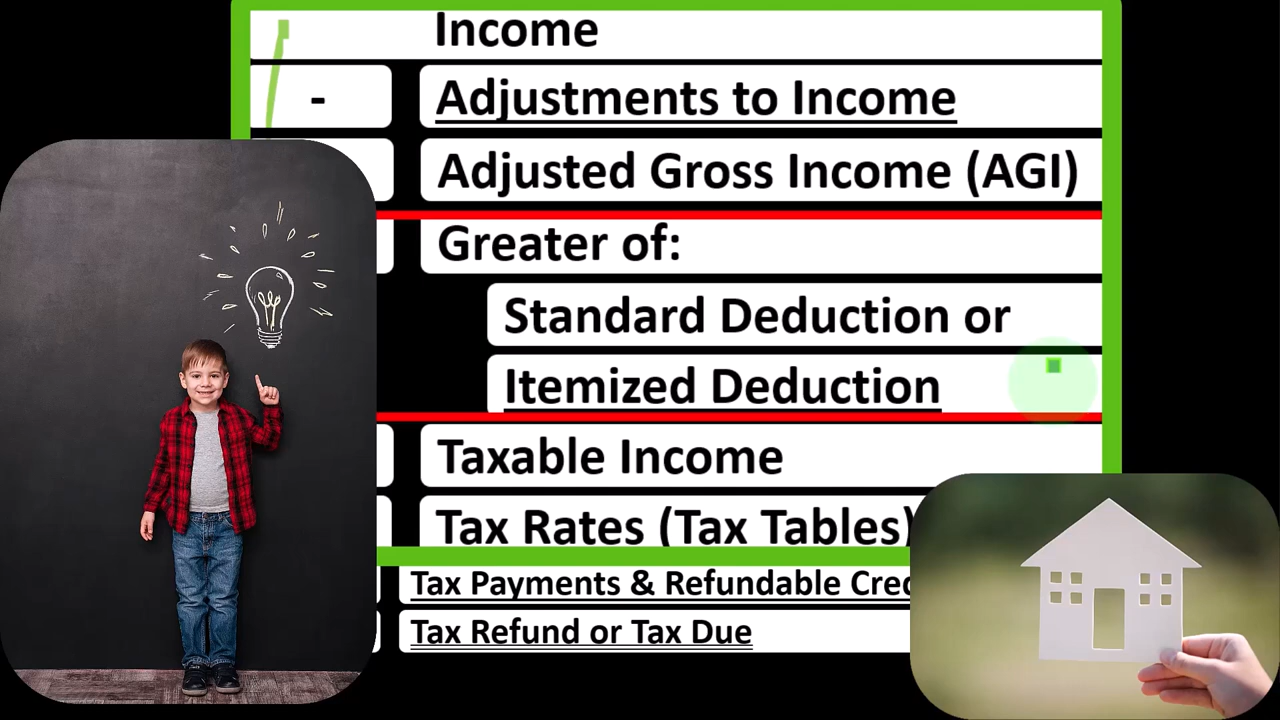 Income
- Adjustments to Income
Adjusted Gross Income (AGI)
Greater of:
Standard Deduction or
Itemized Deduction
Taxable Income
Tax Rates (Tax Tables)
Tax Payments & Refundable
Tax Refund or Tax Due